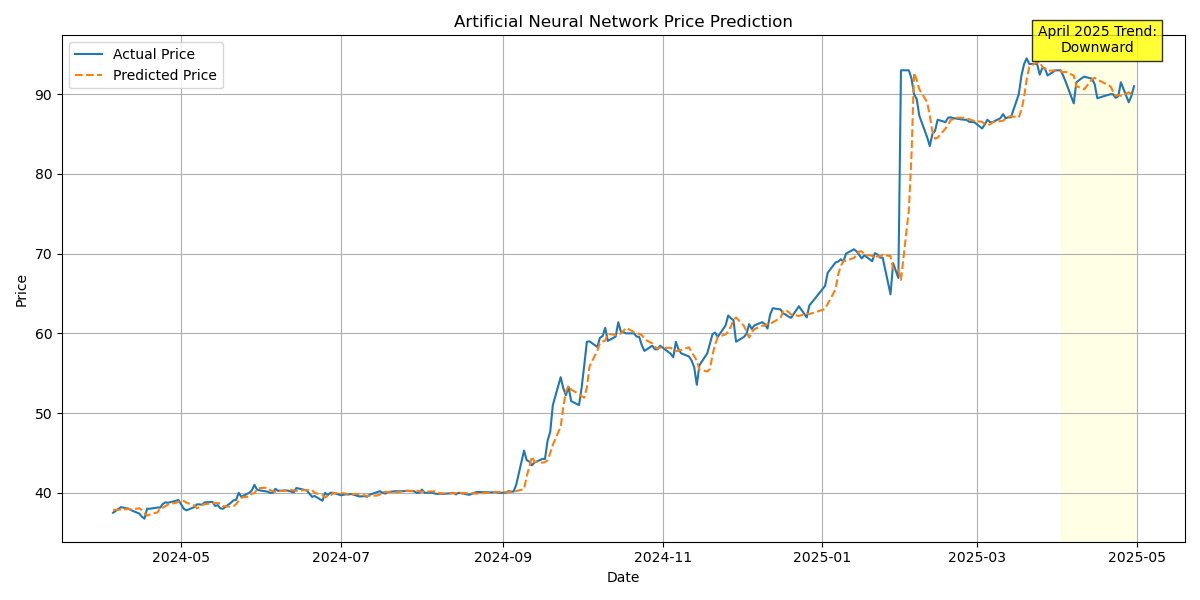 Artificial Neural Network Price Prediction
April 2025 Trend:
Downward
Actual Price
Predicted Price
Price
90
80
70
60
50
40
2024-05
2024-07
2024-09
2024-11
2025-01
2025-03
2025-05
Date